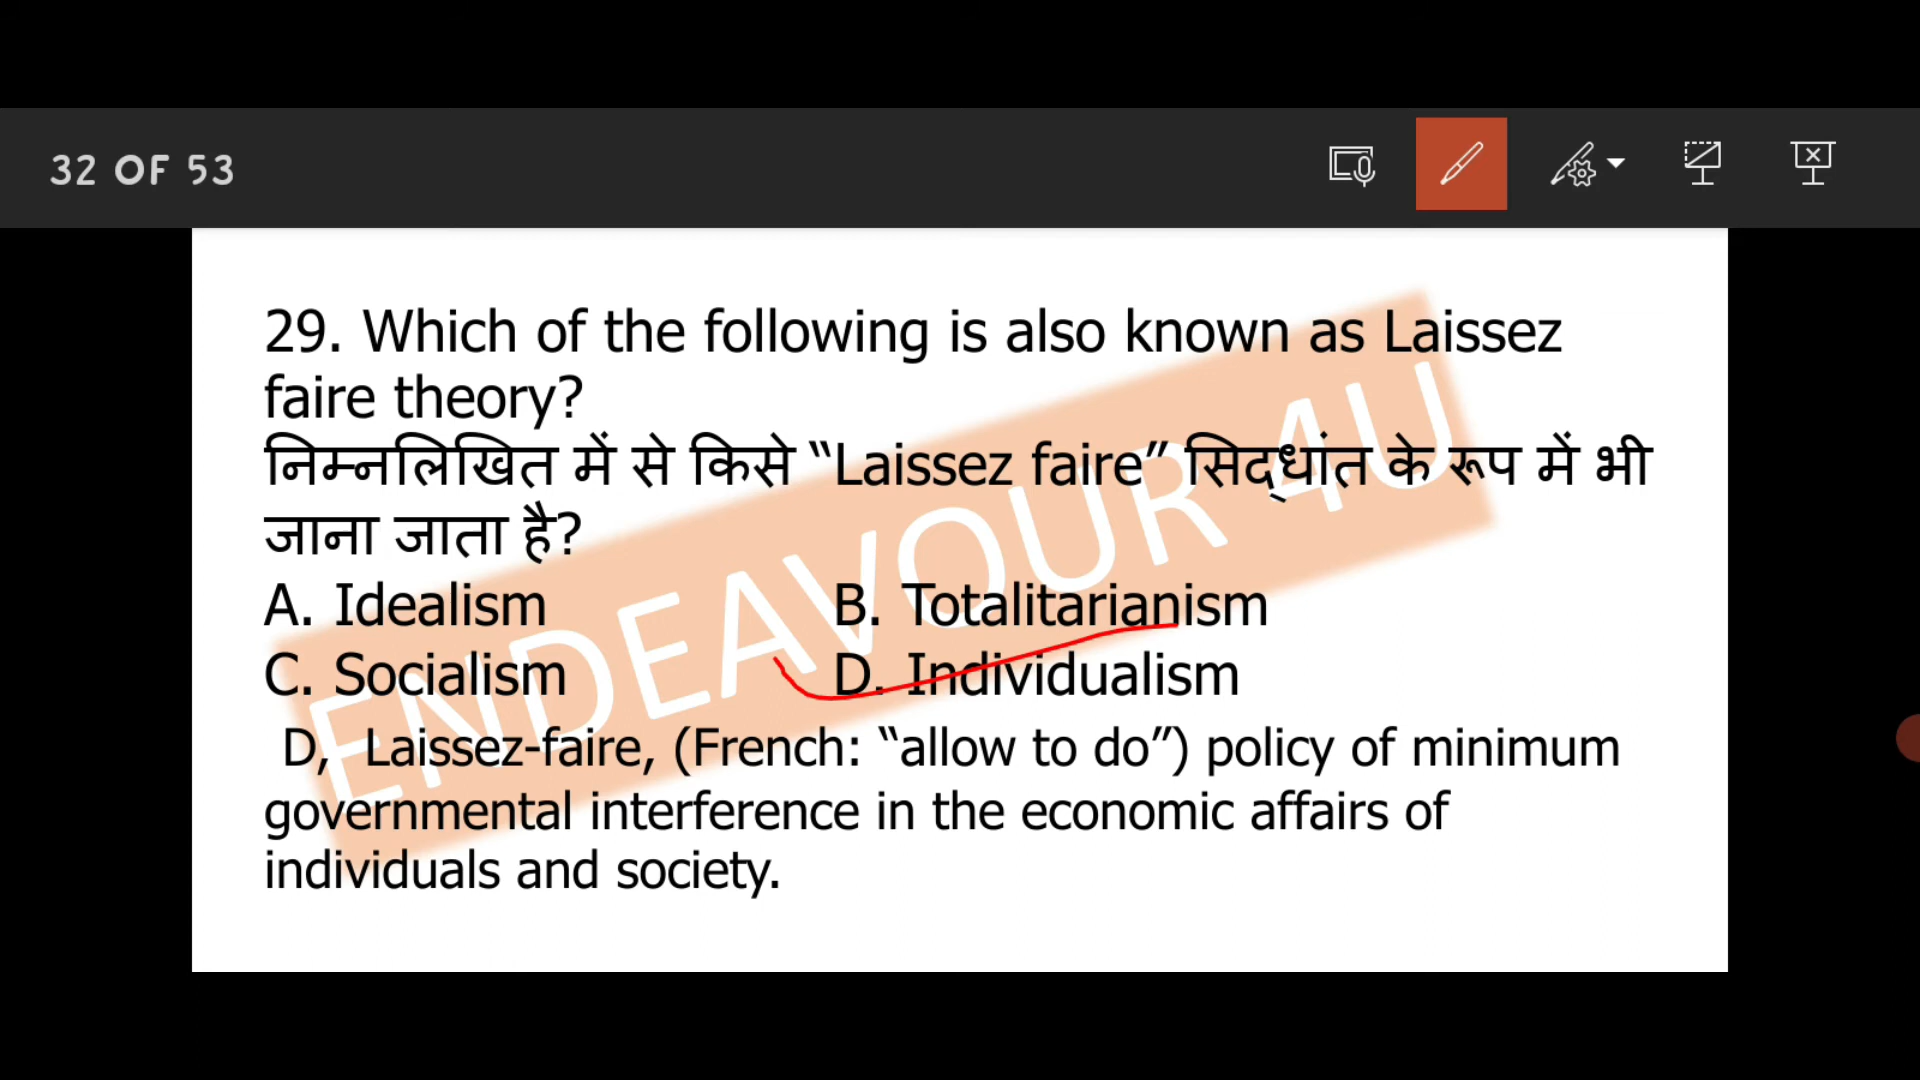 32 OF 53
29. Which of the following is also known as Laissez
faire theory?
निम्नलिखित में से किसे “Laissez faire” सिद्धांत के रूप में भी
जाना जाता है?
A. Idealism B. Totalitarianism
C. Socialism D. Individualism
D, Laissez-faire, (French: “allow to do”) policy of minimum
governmental interference in the economic affairs of
individuals and society.
ENDEAVOUR 4U